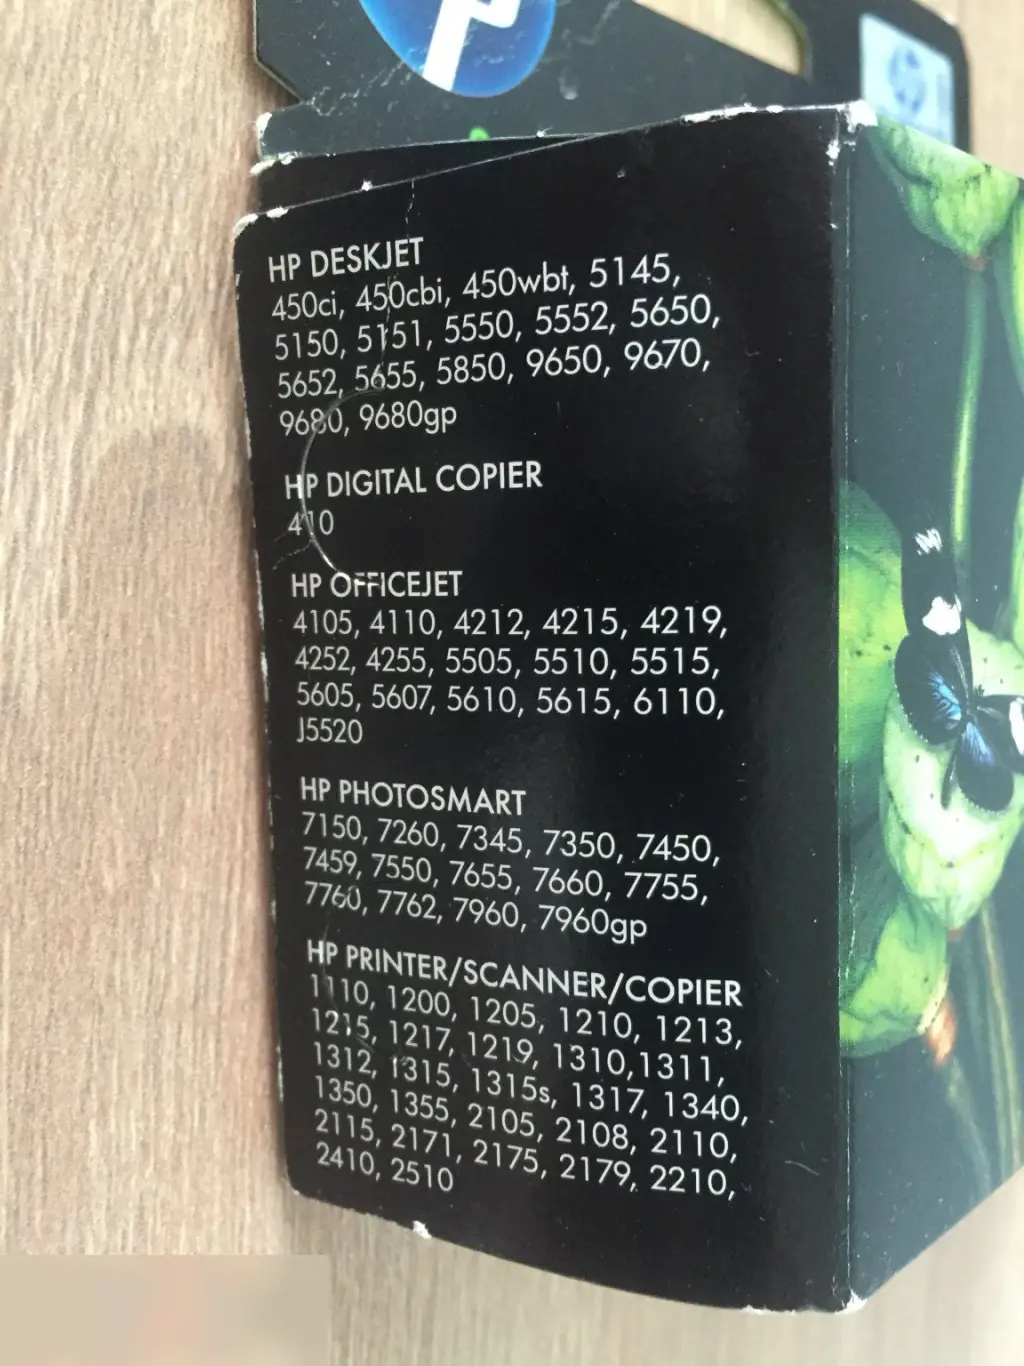 HP DESKJET
450ci, 450cbi, 450wbt, 5145,
5150, 5151, 5550, 5552, 5650,
5652, 5655, 5850, 9650, 9670,
9680, 9680gp
HP DIGITAL COPIER
410
HP OFFICEJET
4105, 4110, 4212, 4215, 4219,
4252, 4255, 5505, 5510, 5515,
5605, 5607, 5610, 5615, 6110,
J5520
HP PHOTOSMART
7150, 7260, 7345, 7350, 7450,
7459, 7550, 7655, 7660, 7755,
7760, 7762, 7960, 7960gp
HP PRINTER/SCANNER/COPIER
1110, 1200, 1205, 1210, 1213,
1215, 1217, 1219, 1310,1311,
1312, 1315, 1315s, 1317, 1340,
1350, 1355, 2105, 2108, 2110,
2115, 2171, 2175, 2179, 2210,
2410, 2510